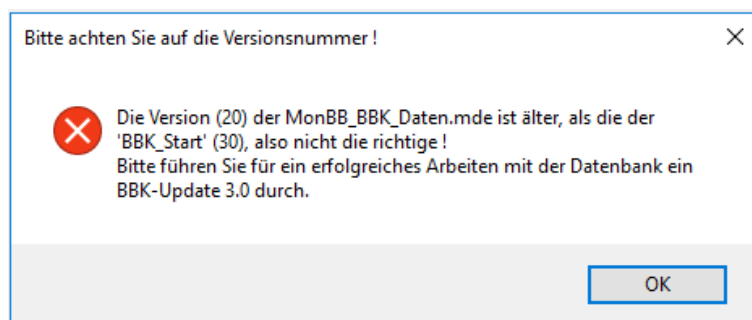 Bitte achten Sie auf die Versionsnummer !
Die Version (20) der MonBB_BBK_Daten.mde ist älter, als die der
'BBK_Start' (30), also nicht die richtige !
Bitte führen Sie für ein erfolgreiches Arbeiten mit der Datenbank ein
BBK-Update 3.0 durch.
OK